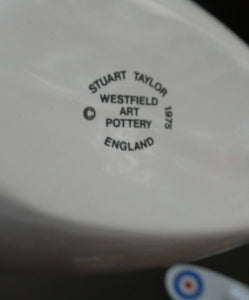 STUART TAYLOR
WESTFIELD
ART
POTTERY
© 1975
ENGLAND